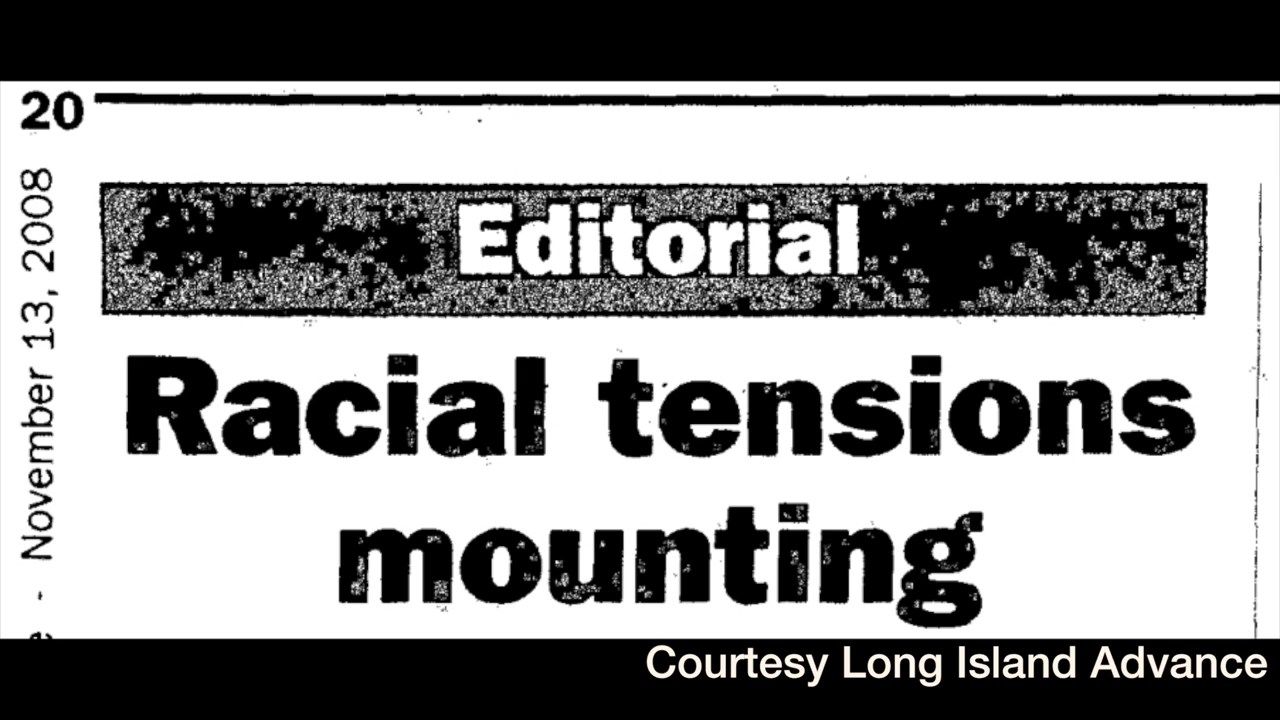 20
November 13, 2008
Editorial
Racial tensions
mounting
Courtesy Long Island Advance